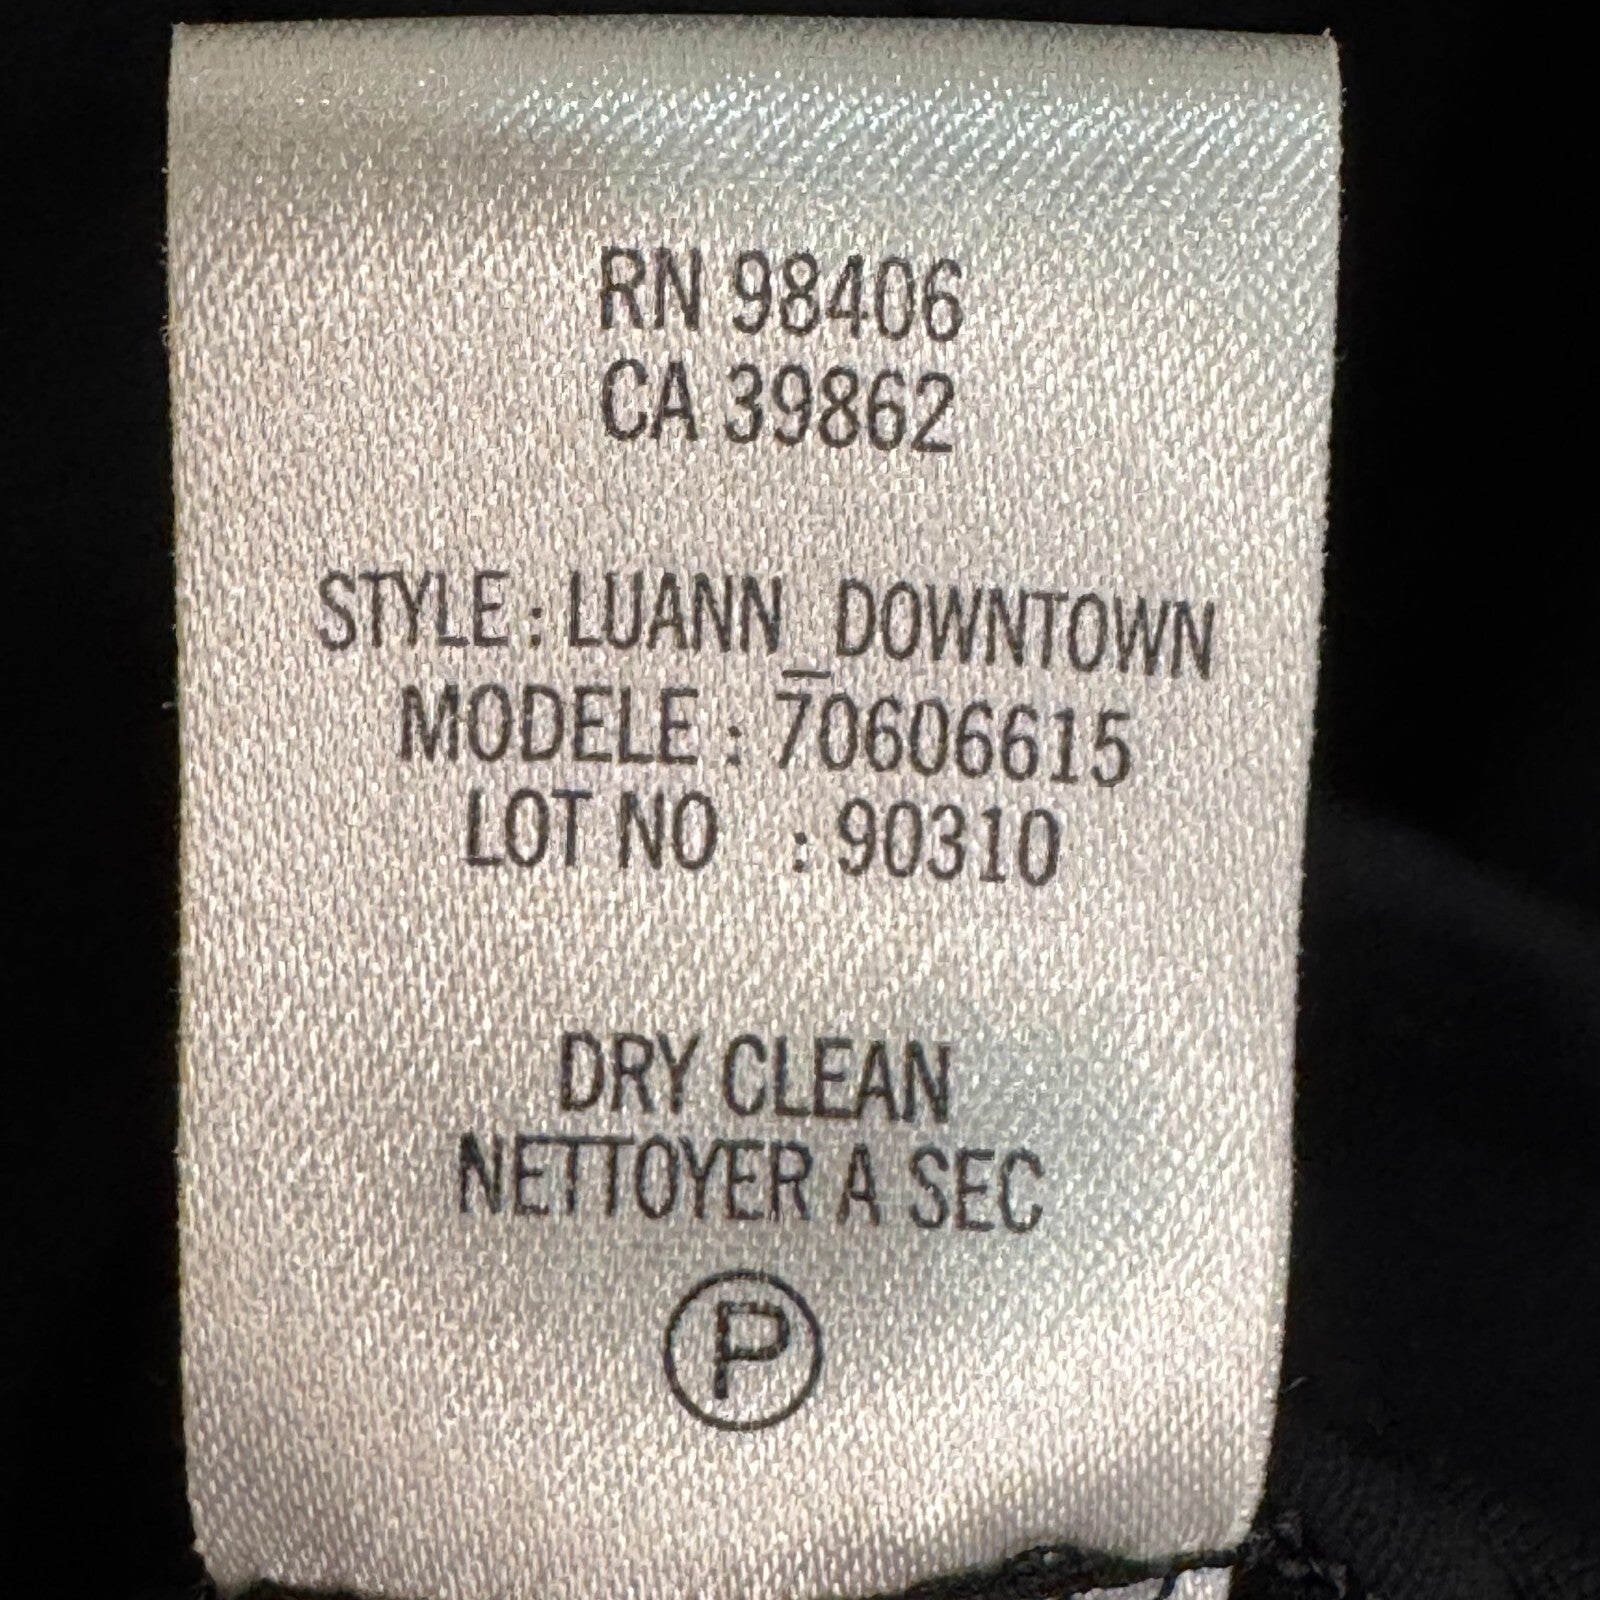 RN 98406
CA 39862
STYLE : LUANN_DOWNTOWN
MODELE : 70606615
LOT NO : 90310
DRY CLEAN
NETTOYER A SEC
P